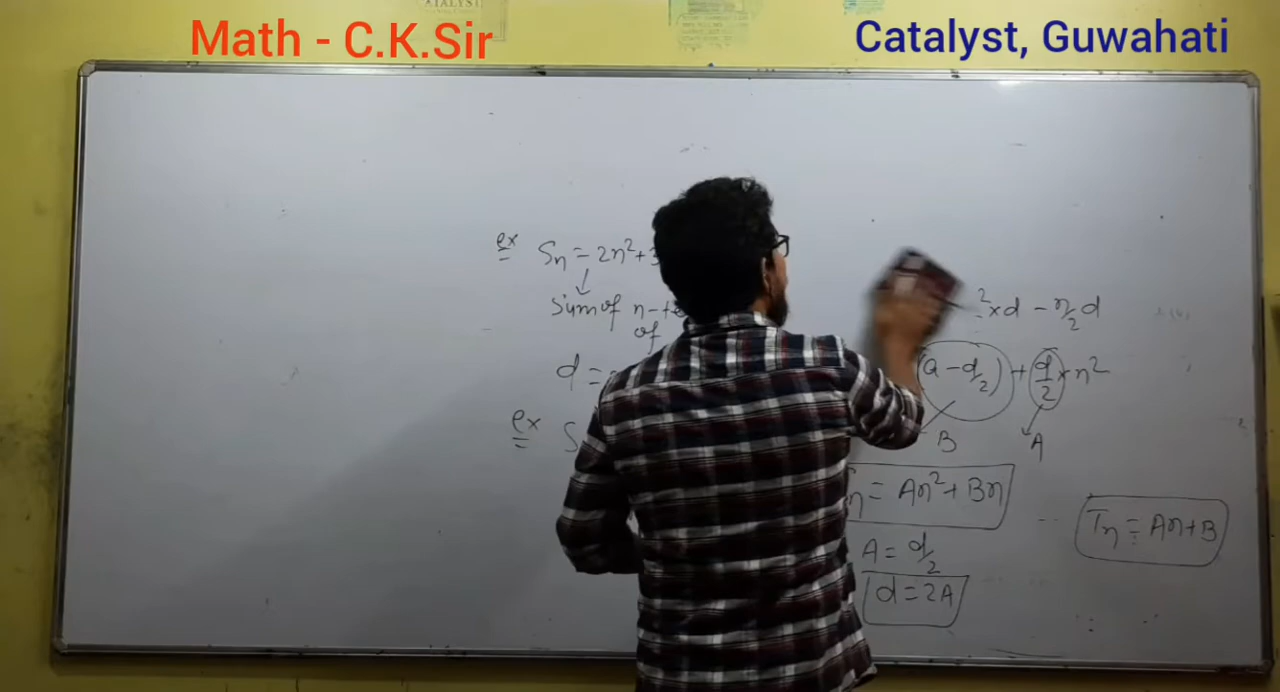 Math - C.K.Sir
Catalyst, Guwahati
ex Sn = 2n² + 3
Sum of n-te
of
d =
ex S
² × d - n/2 d
(a - d/2) + d/2 × n²
B A
n = An² + Bn
Tn = An + B
A = d/2
d = 2A